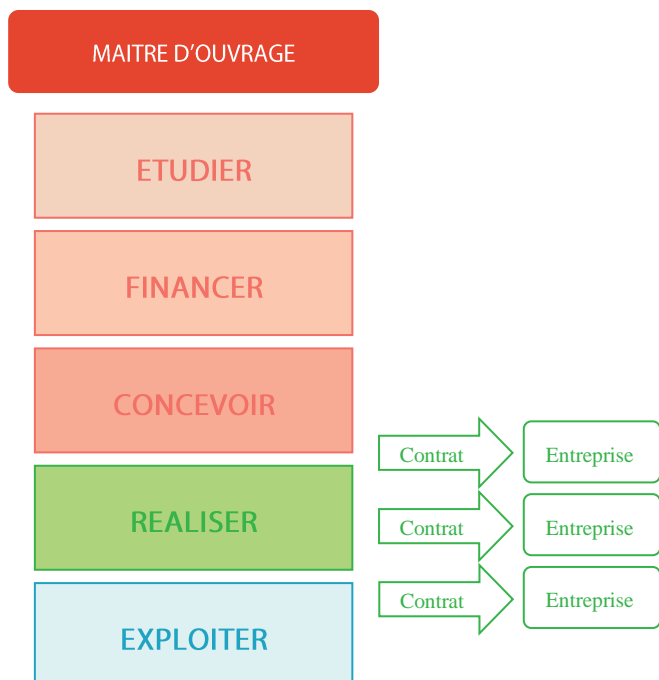 MAITRE D'OUVRAGE
ETUDIER
FINANCER
CONCEVOIR
Contrat Entreprise
REALISER
Contrat Entreprise
Contrat Entreprise
EXPLOITER